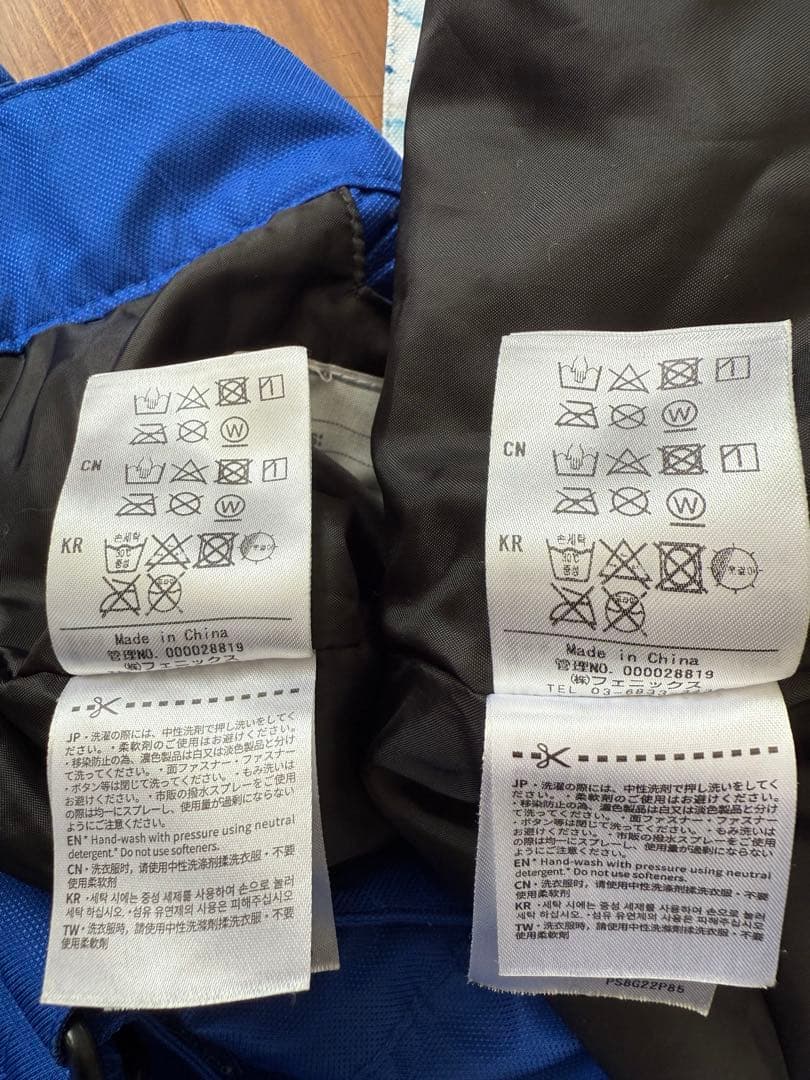 CN
W
W
KR
손세탁
30℃
중성
Made in China
管理NO. 000028819
(株)フェニックス
JP・洗濯の際には、中性洗剤で押し洗いをしてく
ださい。・柔軟剤のご使用はお避けください。
・移染防止の為、濃色製品は白又は淡色製品と分け
て洗ってください。・面ファスナー・ファスナー
・ボタン等は閉じて洗ってください。・もみ洗いは
お避けください。・市販の撥水スプレーをご使用
の際は均一にスプレーし、使用量が過剰にならない
ようにご注意ください。
EN* Hand-wash with pressure using neutral
detergent.* Do not use softeners.
CN・洗衣服时，请使用中性洗涤剂揉洗衣服・不要
使用柔软剂
KR・세탁 시에는 중성 세제를 사용하여 손으로 눌러
세탁 하십시오. •섬유 유연제의 사용은 피해주십시오
TW・洗衣服時，請使用中性洗滌劑揉洗衣服・不要
使用柔軟劑
CN
W
W
KR
손세탁
30℃
중성
Made in China
管理NO. 000028819
(株)フェニックス
TEL 03-6833
JP・洗濯の際には、中性洗剤で押し洗いをしてく
ださい。・柔軟剤のご使用はお避けください。
・移染防止の為、濃色製品は白又は淡色製品と分け
て洗ってください。・面ファスナー・ファスナー
・ボタン等は閉じて洗ってください。・もみ洗いは
お避けください。・市販の撥水スプレーをご使用
の際は均一にスプレーし、使用量が過剰にならない
ようにご注意ください。
EN* Hand-wash with pressure using neutral
detergent.* Do not use softeners.
CN・洗衣服时，请使用中性洗涤剂揉洗衣服・不要
使用柔软剂
KR・세탁 시에는 중성 세제를 사용하여 손으로 눌러
세탁 하십시오. •섬유 유연제의 사용은 피해주십시오
TW・洗衣服時，請使用中性洗滌劑揉洗衣服・不要
使用柔軟劑
PS8G22P85